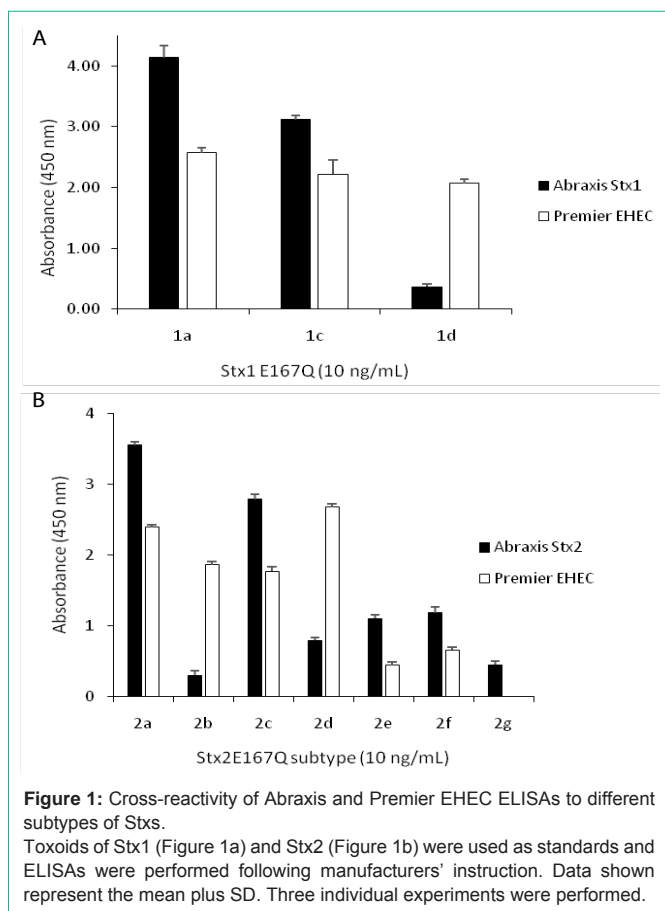 A
4.00
3.00
2.00
1.00
0.00
Absorbance (450 nm)
Abraxis Stx1
Premier EHEC
1a 1c 1d
Stx1 E167Q (10 ng/mL)
B
4
3
2
1
0
Absorbance (450 nm)
Abraxis Stx2
Premier EHEC
2a 2b 2c 2d 2e 2f 2g
Stx2E167Q subtype (10 ng/mL)
Figure 1: Cross-reactivity of Abraxis and Premier EHEC ELISAs to different
subtypes of Stxs.
Toxoids of Stx1 (Figure 1a) and Stx2 (Figure 1b) were used as standards and
ELISAs were performed following manufacturers’ instruction. Data shown
represent the mean plus SD. Three individual experiments were performed.